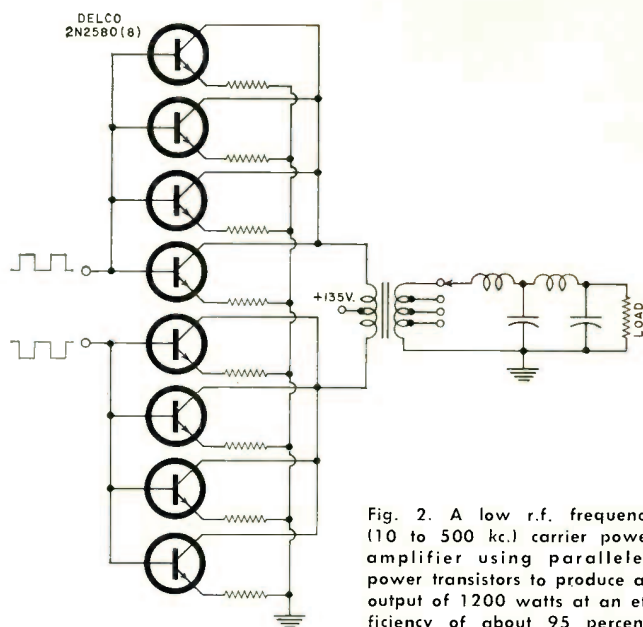 DELCO
2N2580(8)
+135V.
LOAD
Fig. 2. A low r.f. frequenc
(10 to 500 kc.) carrier powe
amplifier using parallele
power transistors to produce a
output of 1200 watts at an ef
ficiency of about 95 percen